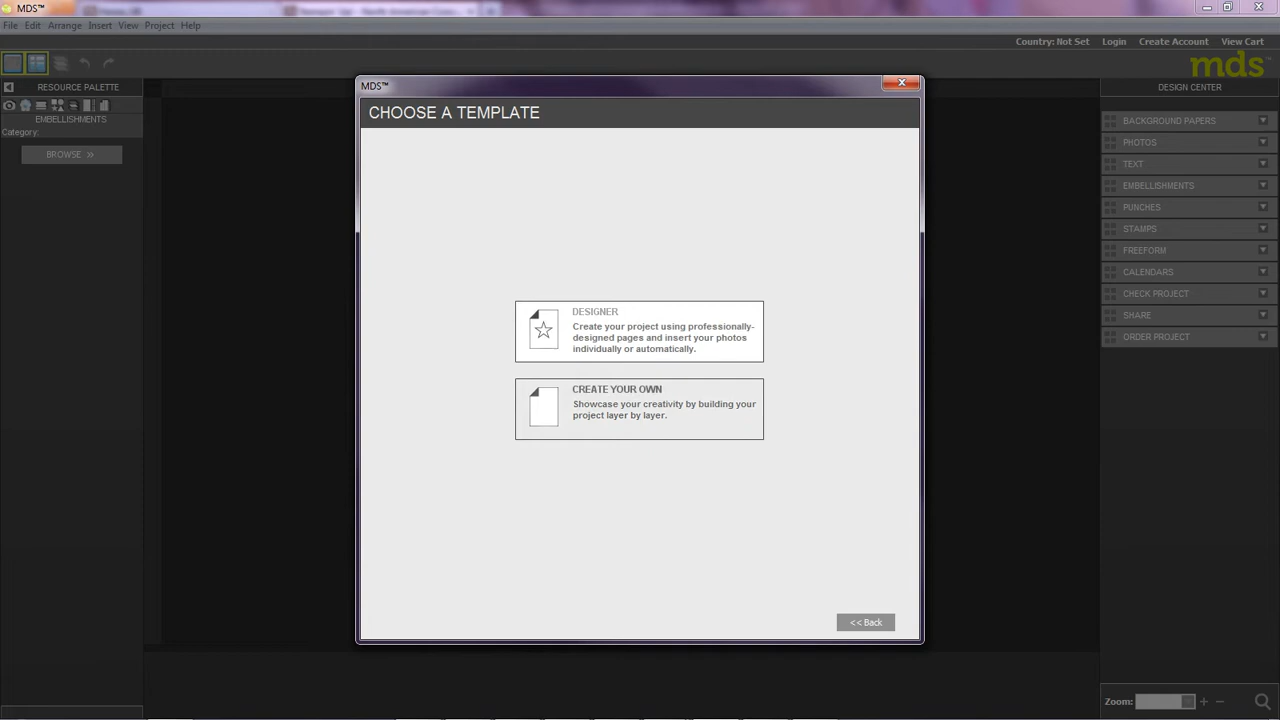 MDS™
File Edit Arrange Insert View Project Help
Country: Not Set Login Create Account View Cart
mds™
RESOURCE PALETTE
EMBELLISHMENTS
Category:
BROWSE »
MDS™
CHOOSE A TEMPLATE
DESIGNER
Create your project using professionally-
designed pages and insert your photos
individually or automatically.
CREATE YOUR OWN
Showcase your creativity by building your
project layer by layer.
<< Back
DESIGN CENTER
BACKGROUND PAPERS
PHOTOS
TEXT
EMBELLISHMENTS
PUNCHES
STAMPS
FREEFORM
CALENDARS
CHECK PROJECT
SHARE
ORDER PROJECT
Zoom: + −